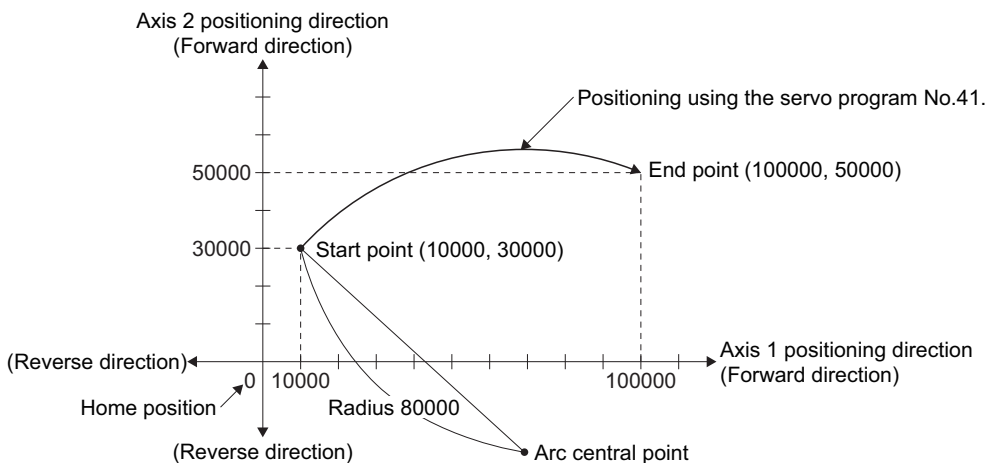 Axis 2 positioning direction
(Forward direction)
Positioning using the servo program No.41.
50000
End point (100000, 50000)
30000
Start point (10000, 30000)
(Reverse direction)
Axis 1 positioning direction
(Forward direction)
0
10000
100000
Home position
Radius 80000
(Reverse direction)
Arc central point